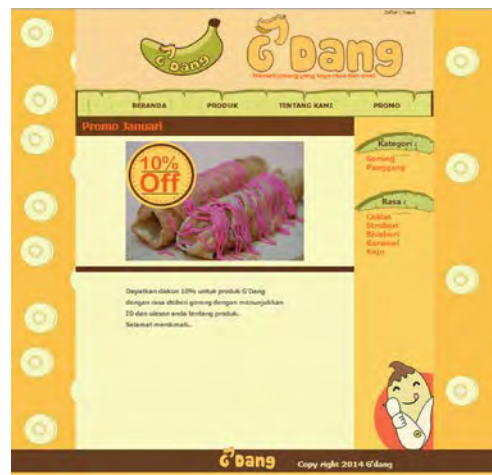 Daftar | Masuk
G'Dang
G'Dang
BERANDA PRODUK TENTANG KAMI PROMO
Promo Januari
10%
Off
Kategori :
Goreng
Panggang
Rasa :
Coklat
Stroberi
Blueberi
Karamel
Keju
Dapatkan diskon 10% untuk produk G'Dang
dengan rasa stoberi goreng dengan menunjukkan
ID dan ulasan anda tentang produk.
Selamat menikmati..
G'Dang Copy right 2014 G'dang